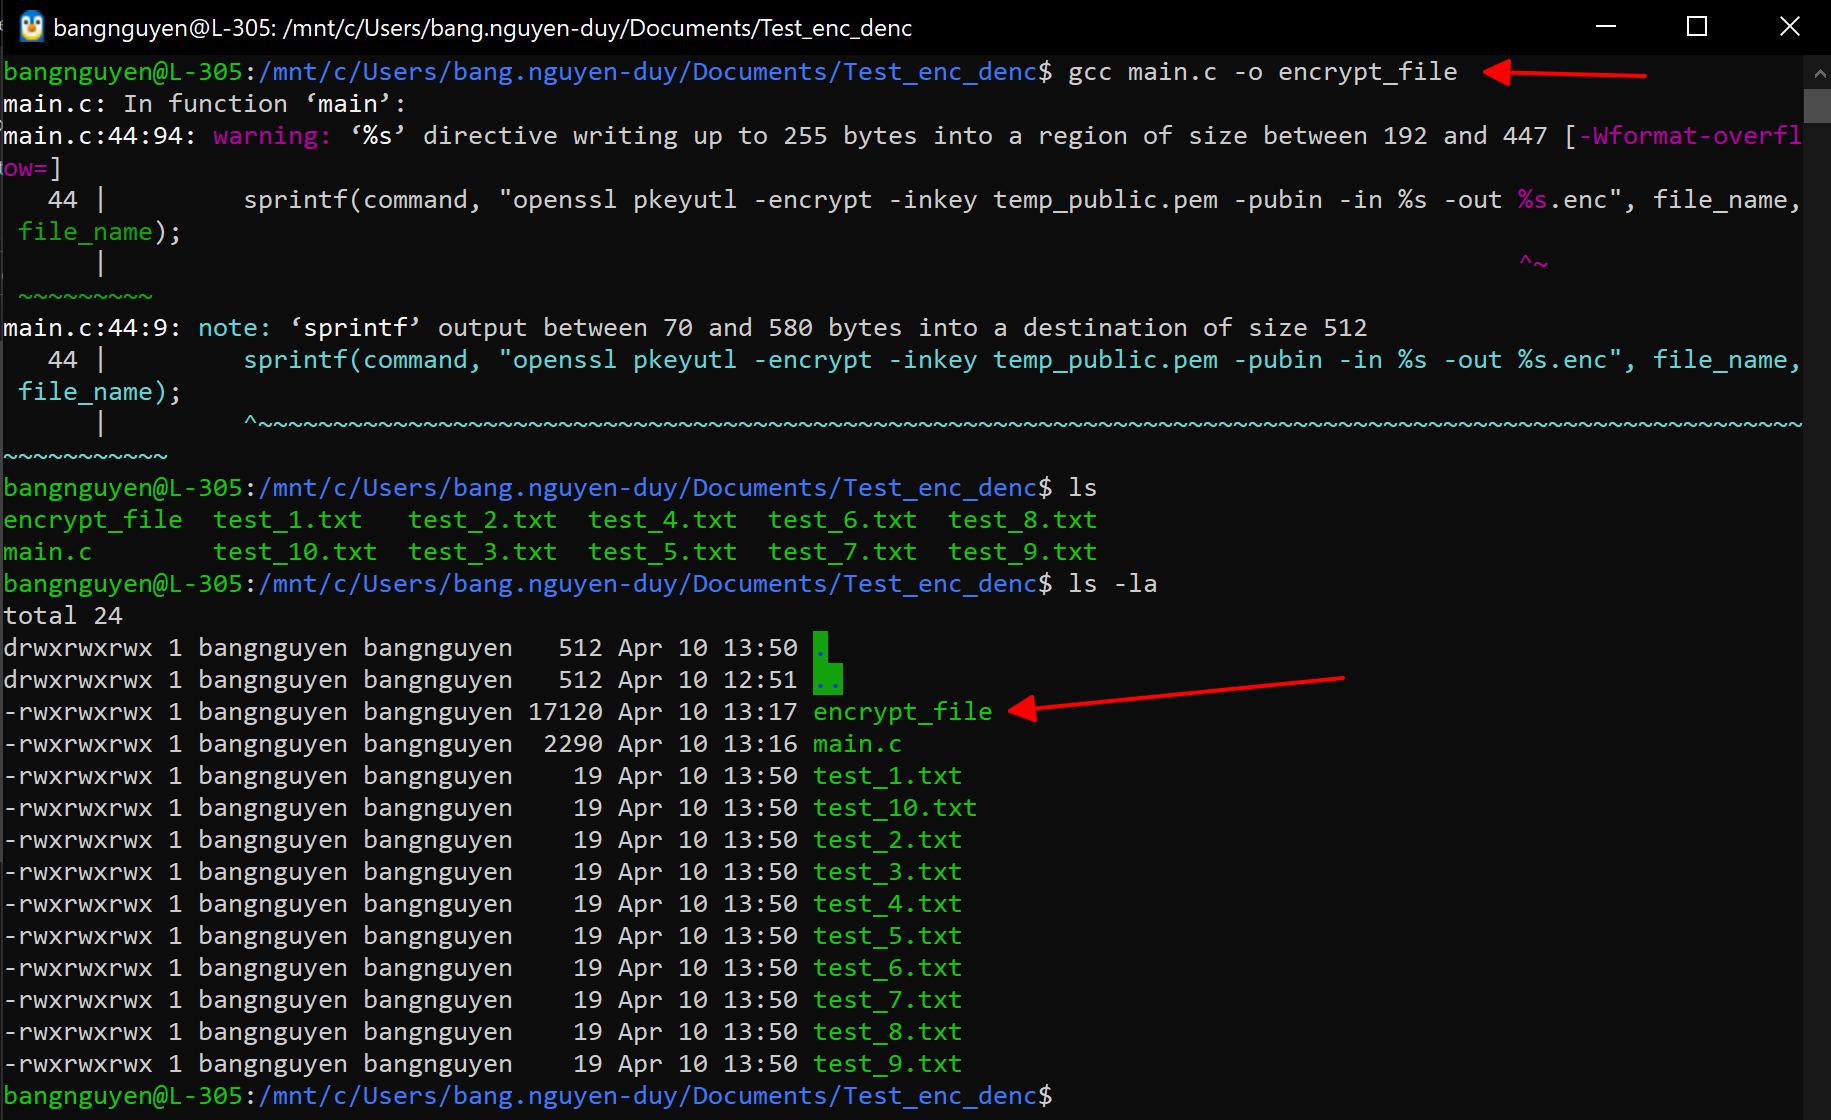 bangnguyen@L-305: /mnt/c/Users/bang.nguyen-duy/Documents/Test_enc_denc
bangnguyen@L-305:/mnt/c/Users/bang.nguyen-duy/Documents/Test_enc_denc$ gcc main.c -o encrypt_file
main.c: In function ‘main’:
main.c:44:94: warning: ‘%s’ directive writing up to 255 bytes into a region of size between 192 and 447 [-Wformat-overfl
ow=]
   44 |         sprintf(command, "openssl pkeyutl -encrypt -inkey temp_public.pem -pubin -in %s -out %s.enc", file_name,
 file_name);
      |                                                                                              ^~
 ~~~~~~~~~
main.c:44:9: note: ‘sprintf’ output between 70 and 580 bytes into a destination of size 512
   44 |         sprintf(command, "openssl pkeyutl -encrypt -inkey temp_public.pem -pubin -in %s -out %s.enc", file_name,
 file_name);
      |         ^~~~~~~~~~~~~~~~~~~~~~~~~~~~~~~~~~~~~~~~~~~~~~~~~~~~~~~~~~~~~~~~~~~~~~~~~~~~~~~~~~~~~~~~~~~~~~~~~~~~~~~
~~~~~~~~~~~
bangnguyen@L-305:/mnt/c/Users/bang.nguyen-duy/Documents/Test_enc_denc$ ls
encrypt_file  test_1.txt   test_2.txt  test_4.txt  test_6.txt  test_8.txt
main.c        test_10.txt  test_3.txt  test_5.txt  test_7.txt  test_9.txt
bangnguyen@L-305:/mnt/c/Users/bang.nguyen-duy/Documents/Test_enc_denc$ ls -la
total 24
drwxrwxrwx 1 bangnguyen bangnguyen   512 Apr 10 13:50 .
drwxrwxrwx 1 bangnguyen bangnguyen   512 Apr 10 12:51 ..
-rwxrwxrwx 1 bangnguyen bangnguyen 17120 Apr 10 13:17 encrypt_file
-rwxrwxrwx 1 bangnguyen bangnguyen  2290 Apr 10 13:16 main.c
-rwxrwxrwx 1 bangnguyen bangnguyen    19 Apr 10 13:50 test_1.txt
-rwxrwxrwx 1 bangnguyen bangnguyen    19 Apr 10 13:50 test_10.txt
-rwxrwxrwx 1 bangnguyen bangnguyen    19 Apr 10 13:50 test_2.txt
-rwxrwxrwx 1 bangnguyen bangnguyen    19 Apr 10 13:50 test_3.txt
-rwxrwxrwx 1 bangnguyen bangnguyen    19 Apr 10 13:50 test_4.txt
-rwxrwxrwx 1 bangnguyen bangnguyen    19 Apr 10 13:50 test_5.txt
-rwxrwxrwx 1 bangnguyen bangnguyen    19 Apr 10 13:50 test_6.txt
-rwxrwxrwx 1 bangnguyen bangnguyen    19 Apr 10 13:50 test_7.txt
-rwxrwxrwx 1 bangnguyen bangnguyen    19 Apr 10 13:50 test_8.txt
-rwxrwxrwx 1 bangnguyen bangnguyen    19 Apr 10 13:50 test_9.txt
bangnguyen@L-305:/mnt/c/Users/bang.nguyen-duy/Documents/Test_enc_denc$